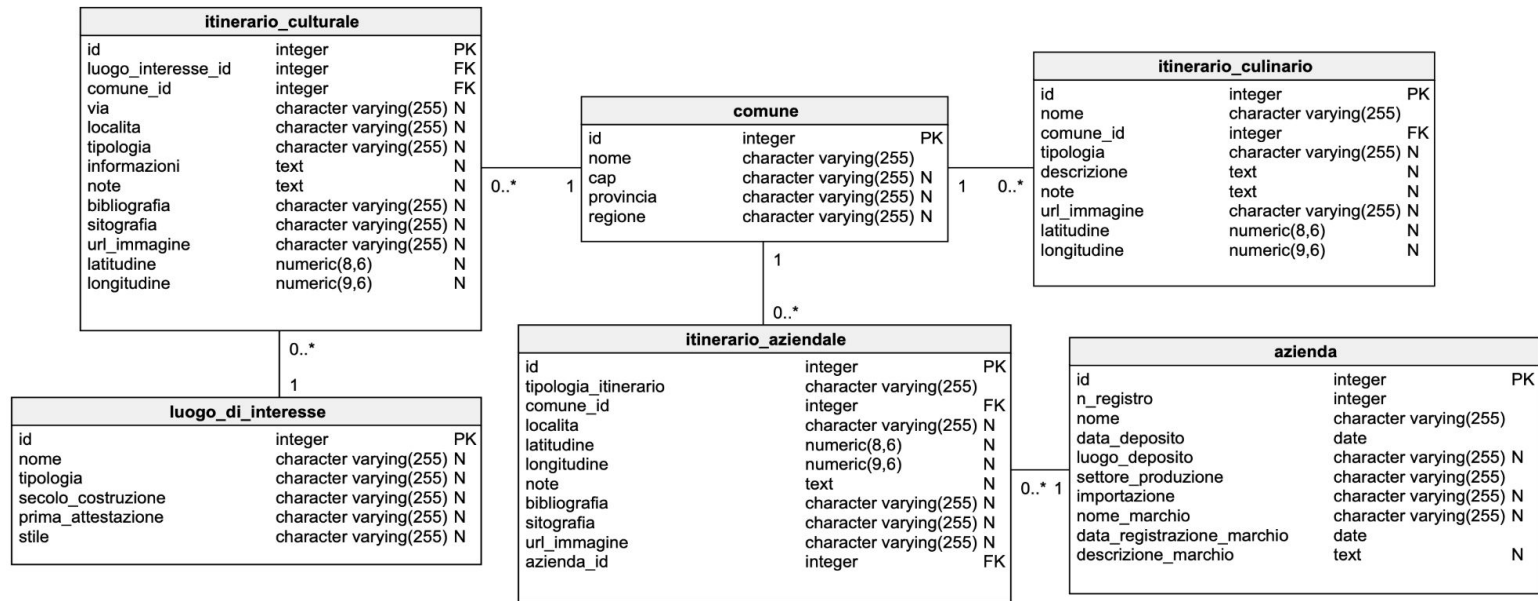 itinerario_culturale
id integer PK
luogo_interesse_id integer FK
comune_id integer FK
via character varying(255) N
localita character varying(255) N
tipologia character varying(255) N
informazioni text N
note text N
bibliografia character varying(255) N
sitografia character varying(255) N
url_immagine character varying(255) N
latitudine numeric(8,6) N
longitudine numeric(9,6) N
0..* 1
comune
id integer PK
nome character varying(255)
cap character varying(255) N
provincia character varying(255) N
regione character varying(255) N
1 0..*
itinerario_culinario
id integer PK
nome character varying(255)
comune_id integer FK
tipologia character varying(255) N
descrizione text N
note text N
url_immagine character varying(255) N
latitudine numeric(8,6) N
longitudine numeric(9,6) N
0..*
1
luogo_di_interesse
id integer PK
nome character varying(255) N
tipologia character varying(255) N
secolo_costruzione character varying(255) N
prima_attestazione character varying(255) N
stile character varying(255) N
1
0..*
itinerario_aziendale
id integer PK
tipologia_itinerario character varying(255)
comune_id integer FK
localita character varying(255) N
latitudine numeric(8,6) N
longitudine numeric(9,6) N
note text N
bibliografia character varying(255) N
sitografia character varying(255) N
url_immagine character varying(255) N
azienda_id integer FK
0..* 1
azienda
id integer PK
n_registro integer
nome character varying(255)
data_deposito date
luogo_deposito character varying(255) N
settore_produzione character varying(255)
importazione character varying(255) N
nome_marchio character varying(255) N
data_registrazione_marchio date
descrizione_marchio text N